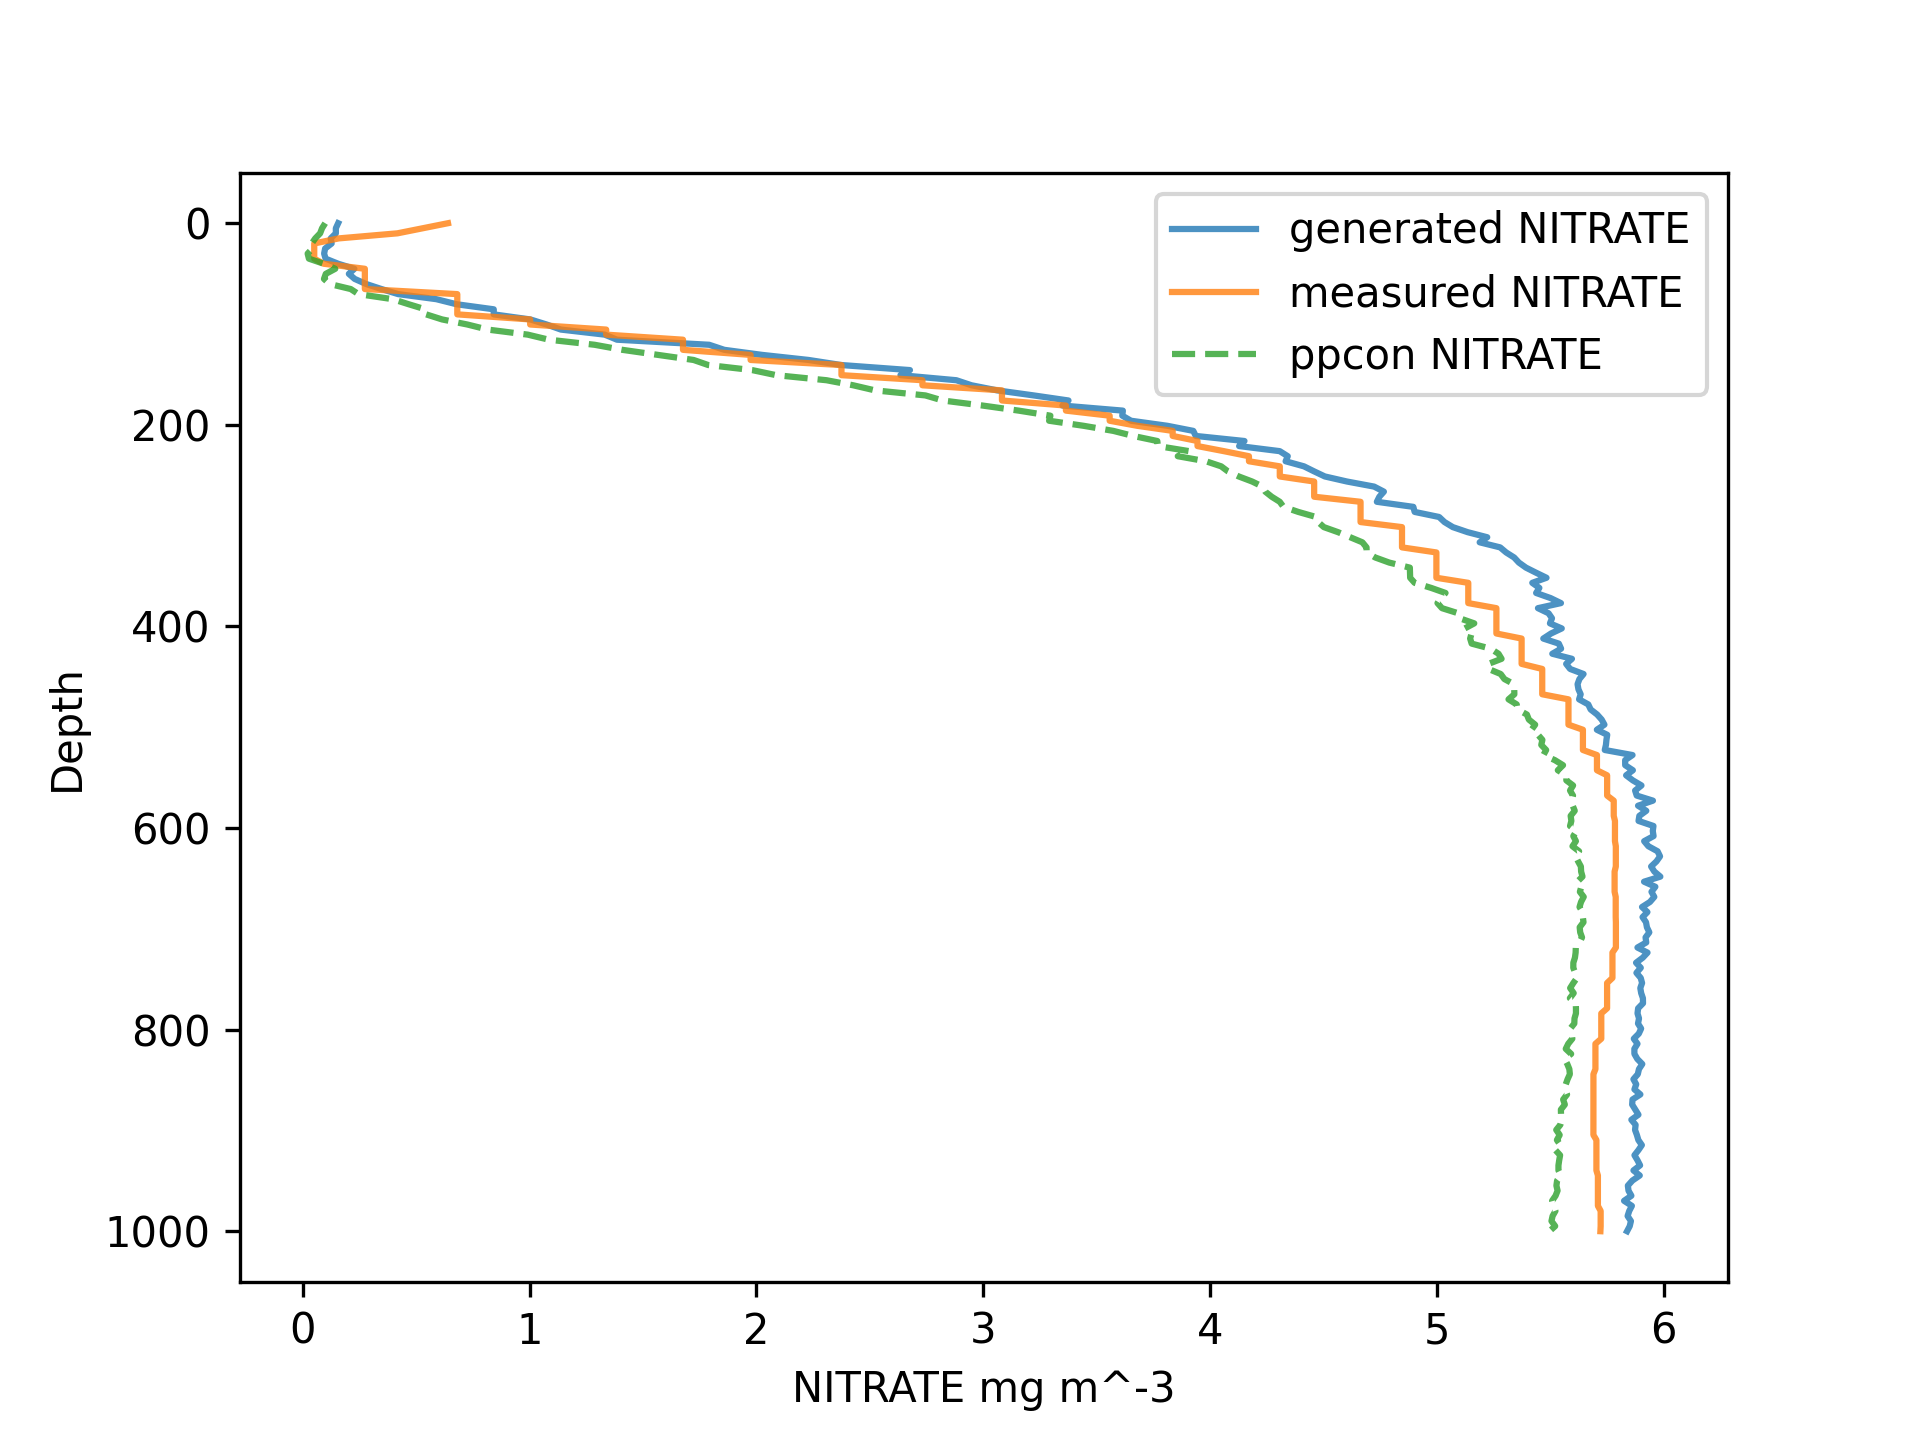 generated NITRATE
measured NITRATE
ppcon NITRATE
0
200
400
600
800
1000
Depth
0 1 2 3 4 5 6
NITRATE mg m^-3